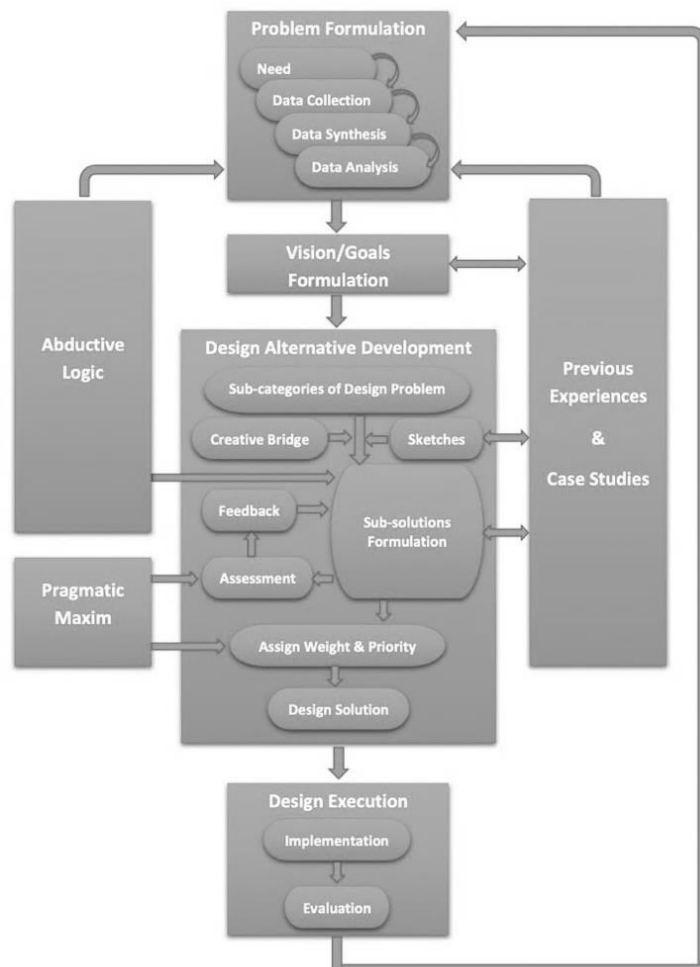 Problem Formulation
Need
Data Collection
Data Synthesis
Data Analysis
Vision/Goals
Formulation
Abductive
Logic
Previous
Experiences
&
Case Studies
Design Alternative Development
Sub-categories of Design Problem
Creative Bridge
Sketches
Sub-solutions
Formulation
Feedback
Assessment
Pragmatic
Maxim
Assign Weight & Priority
Design Solution
Design Execution
Implementation
Evaluation